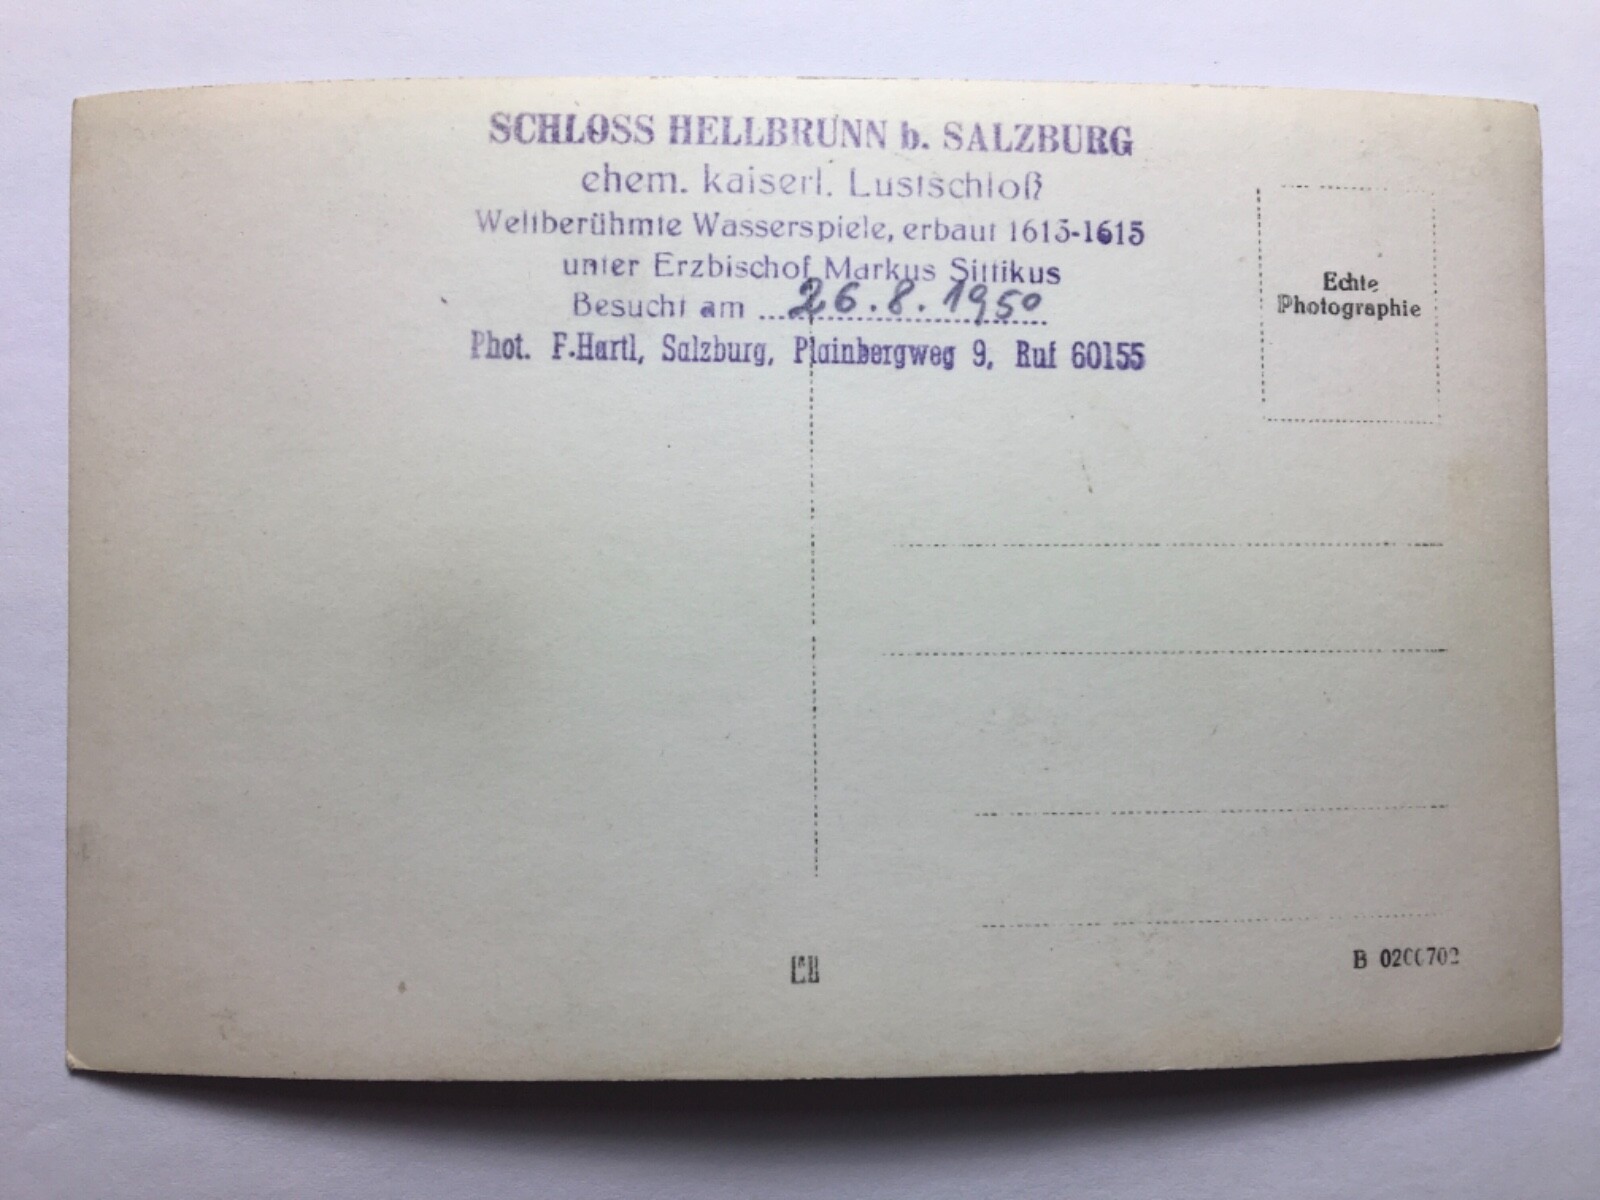 SCHLOSS HELLBRUNN b. SALZBURG
ehem. kaiserl. Lustschloß
Weltberühmte Wasserspiele, erbaut 1613-1615
unter Erzbischof Markus Sittikus
Besucht am 26.8.1950
Phot. F. Hartl, Salzburg, Plainbergweg 9, Ruf 60155
Echte
Photographie
B 0200702